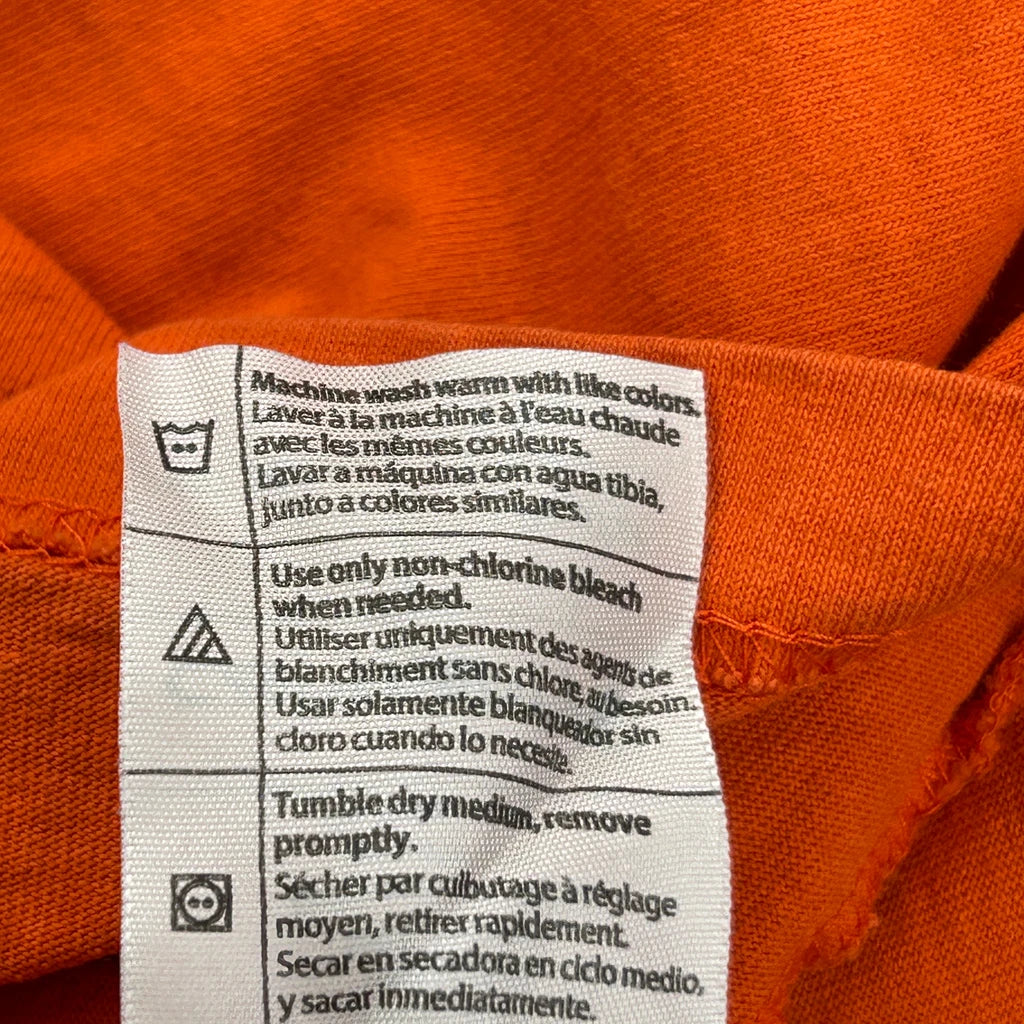 Machine wash warm with like colors.
Laver à la machine à l'eau chaude
avec les mêmes couleurs.
Lavar a máquina con agua tibia,
junto a colores similares.
Use only non-chlorine bleach
when needed.
Utiliser uniquement des agents de
blanchiment sans chlore, au besoin.
Usar solamente blanqueador sin
cloro cuando lo necesite.
Tumble dry medium, remove
promptly.
Sécher par culbutage à réglage
moyen, retirer rapidement.
Secar en secadora en ciclo medio,
y sacar inmediatamente.